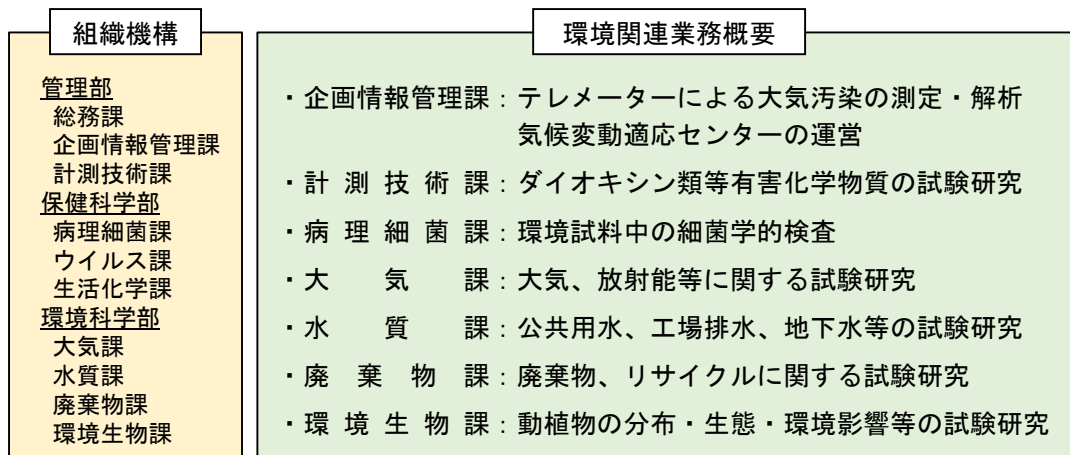 組織機構
管理部
総務課
企画情報管理課
計測技術課
保健科学部
病理細菌課
ウイルス課
生活化学課
環境科学部
大気課
水質課
廃棄物課
環境生物課
環境関連業務概要
・企画情報管理課：テレメーターによる大気汚染の測定・解析
気候変動適応センターの運営
・計測技術課：ダイオキシン類等有害化学物質の試験研究
・病理細菌課：環境試料中の細菌学的検査
・大気課：大気、放射能等に関する試験研究
・水質課：公共用水、工場排水、地下水等の試験研究
・廃棄物課：廃棄物、リサイクルに関する試験研究
・環境生物課：動植物の分布・生態・環境影響等の試験研究